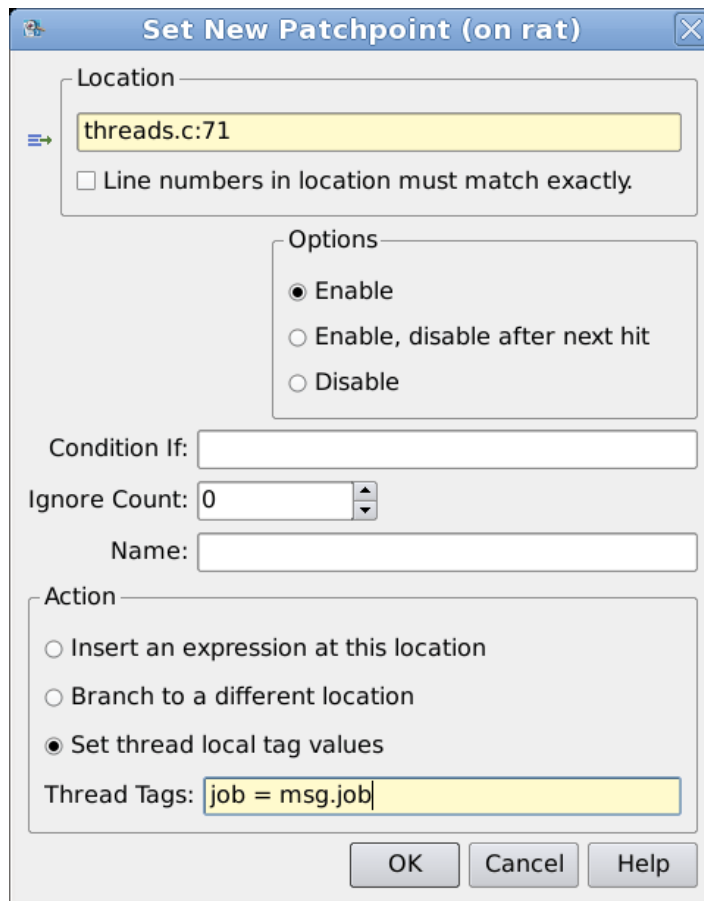 Set New Patchpoint (on rat)
Location
threads.c:71
Line numbers in location must match exactly.
Options
Enable
Enable, disable after next hit
Disable
Condition If:
Ignore Count: 0
Name:
Action
Insert an expression at this location
Branch to a different location
Set thread local tag values
Thread Tags: job = msg.job
OK Cancel Help